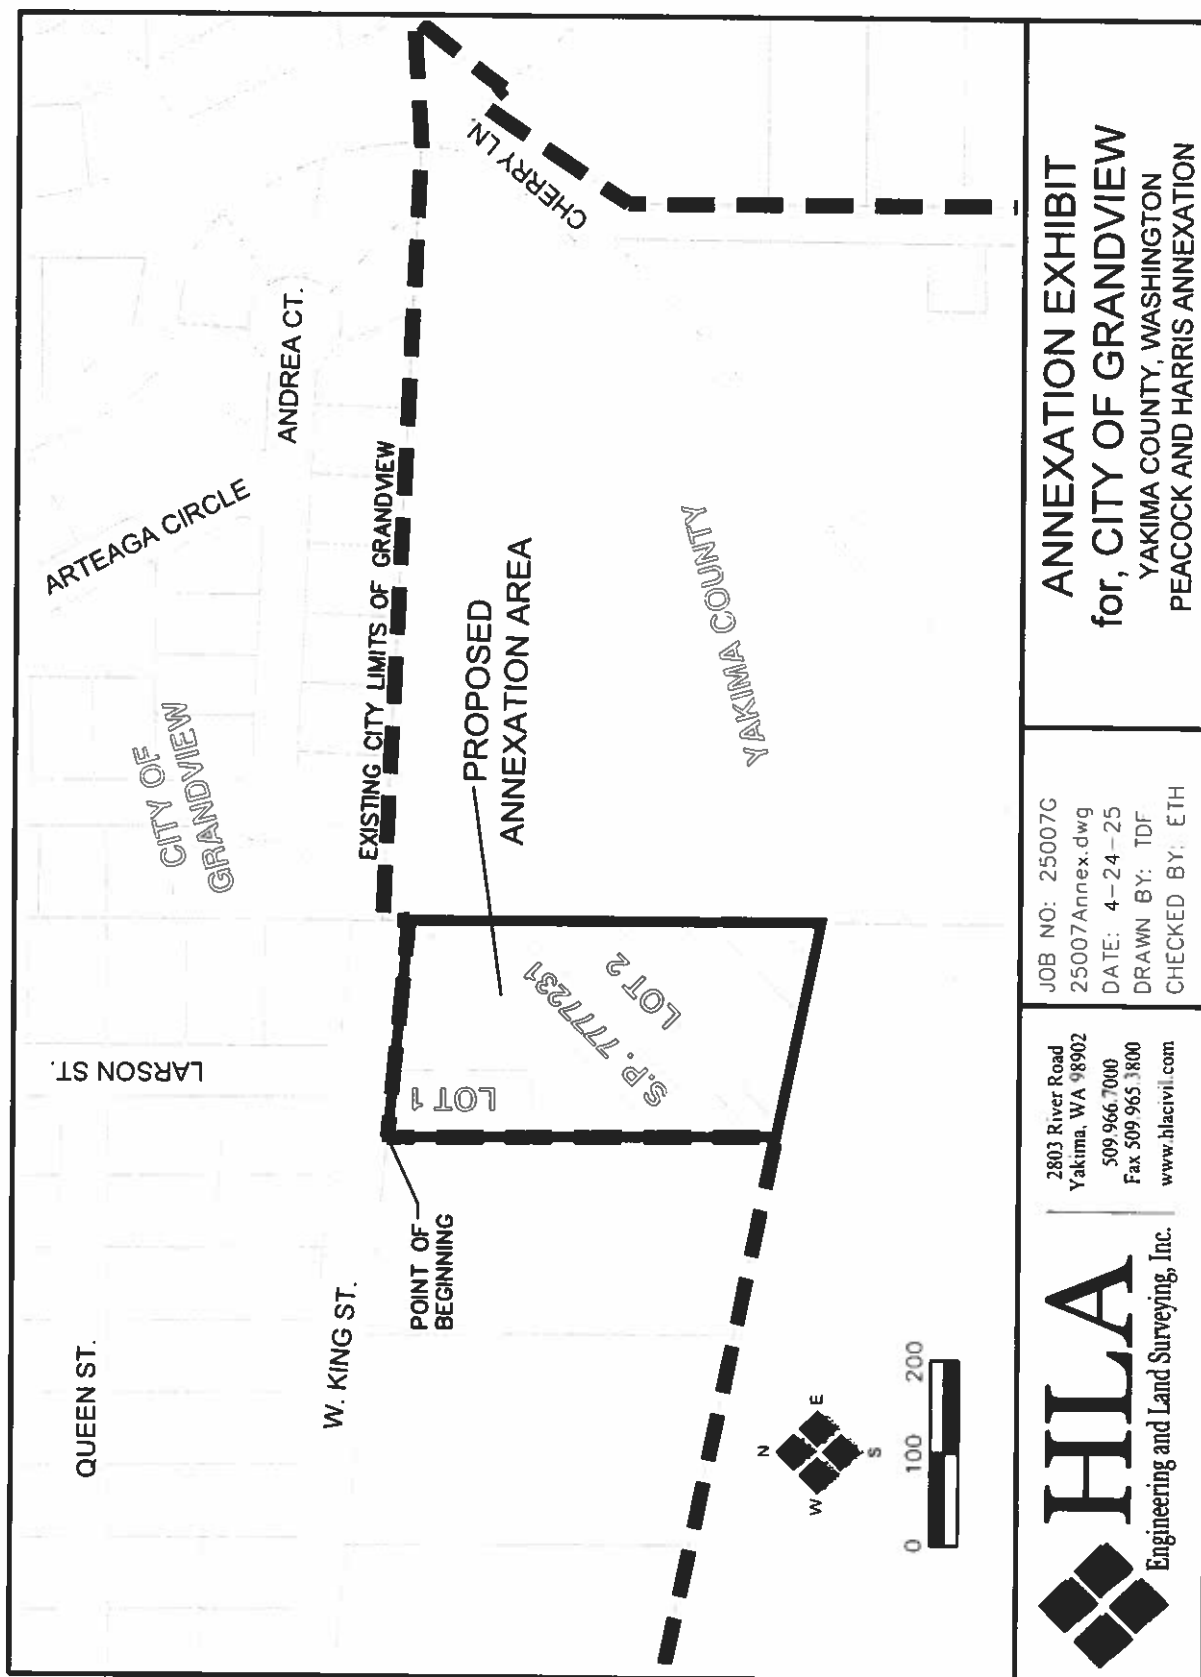 QUEEN ST.
LARSON ST.
ARTEAGA CIRCLE
CITY OF
GRANDVIEW
ANDREA CT.
W. KING ST.
EXISTING CITY LIMITS OF GRANDVIEW
CHERRY LN.
POINT OF
BEGINNING
LOT 1
PROPOSED
ANNEXATION AREA
S.P. 7777231
LOT 2
YAKIMA COUNTY
N
W
E
S
0 100 200
HLA
Engineering and Land Surveying, Inc.
2803 River Road
Yakima, WA 98902
509.966.7000
Fax 509.965.3800
www.hlacivil.com
JOB NO: 25007C
25007Annex.dwg
DATE: 4-24-25
DRAWN BY: TDF
CHECKED BY: ETH
ANNEXATION EXHIBIT
for, CITY OF GRANDVIEW
YAKIMA COUNTY, WASHINGTON
PEACOCK AND HARRIS ANNEXATION